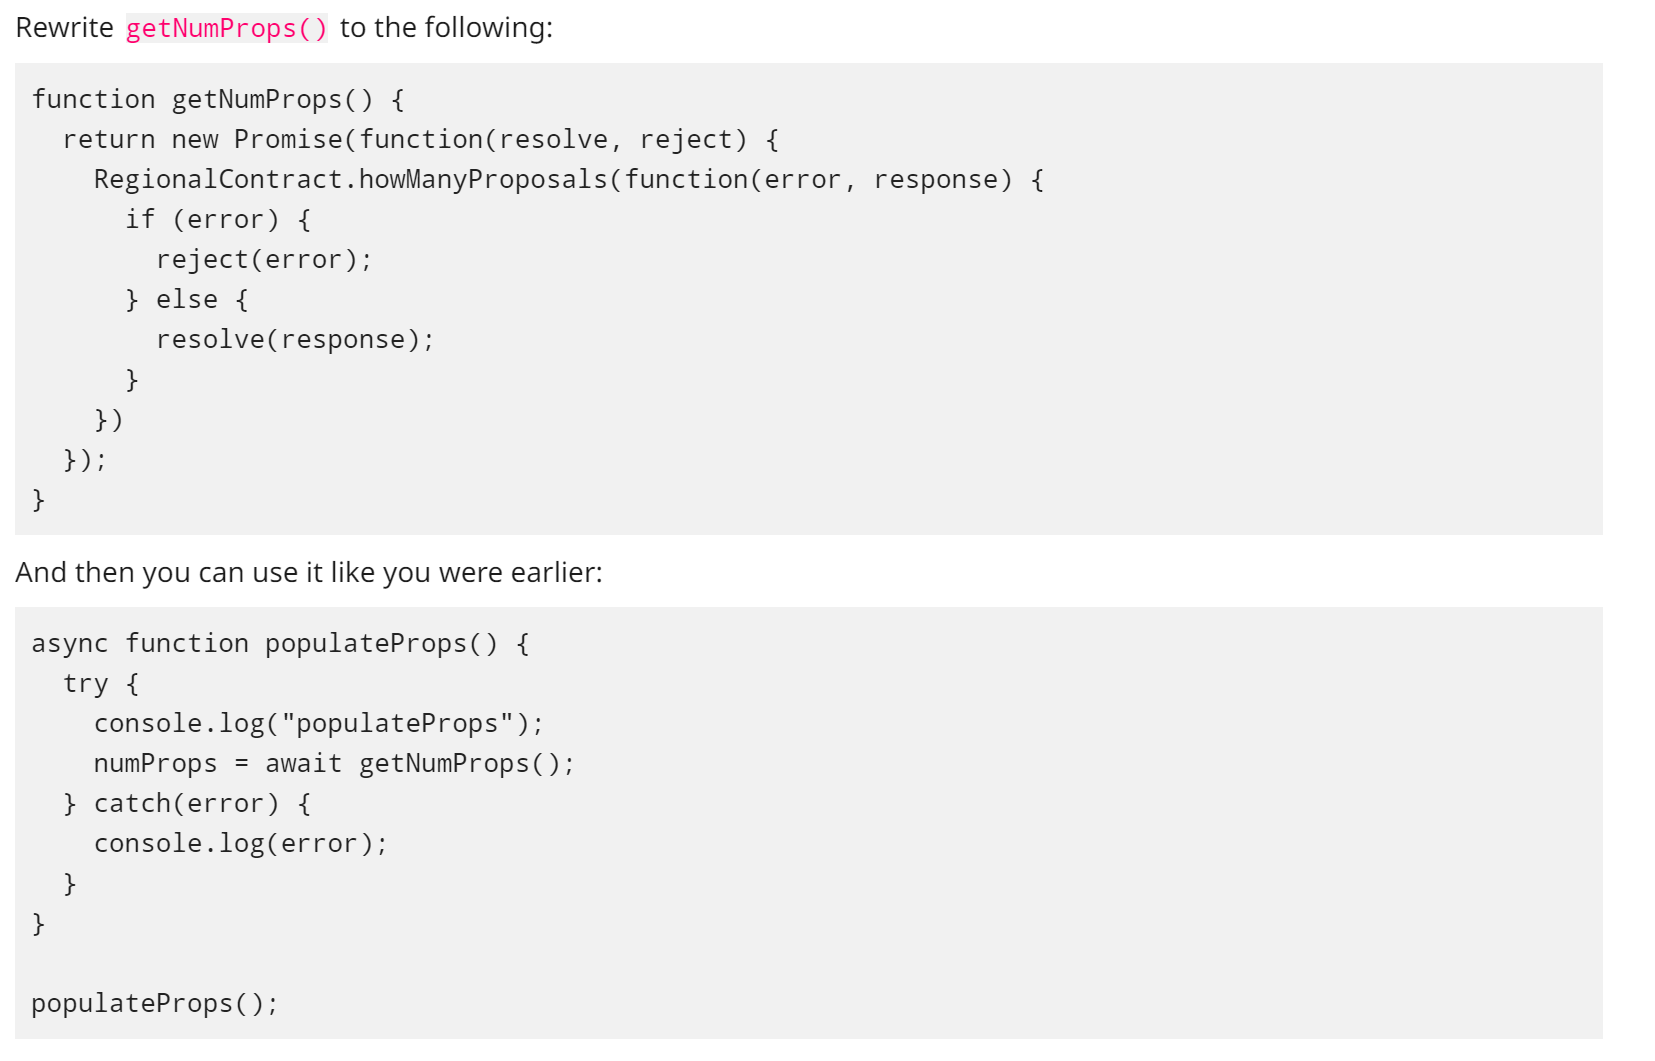 Rewrite getNumProps() to the following:
function getNumProps() {
  return new Promise(function(resolve, reject) {
    RegionalContract.howManyProposals(function(error, response) {
      if (error) {
        reject(error);
      } else {
        resolve(response);
      }
    })
  });
}
And then you can use it like you were earlier:
async function populateProps() {
  try {
    console.log("populateProps");
    numProps = await getNumProps();
  } catch(error) {
    console.log(error);
  }
}
populateProps();